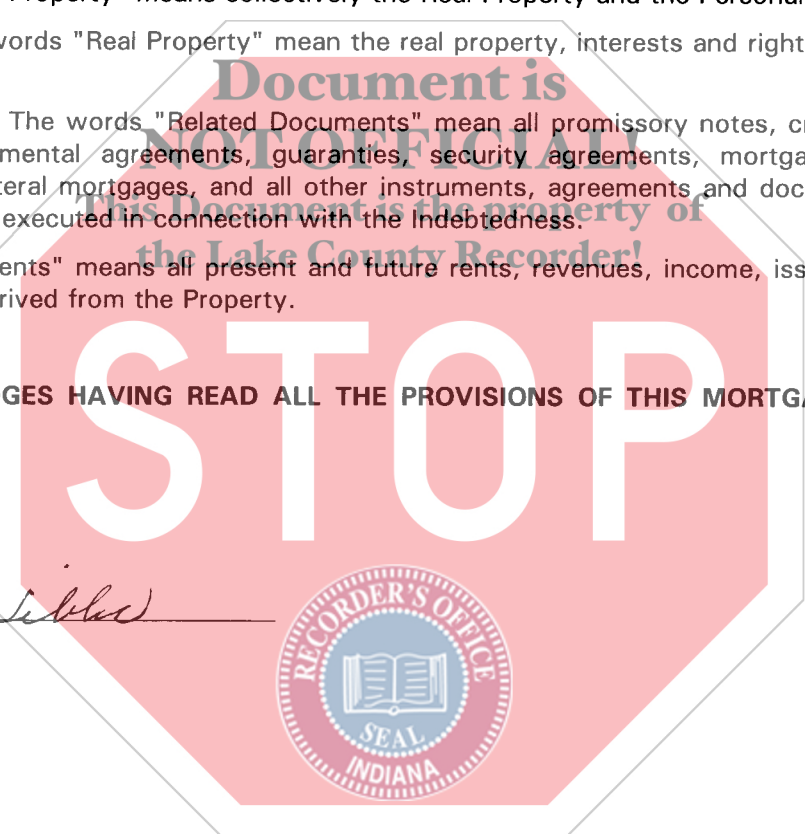 Property" means collectively the Real Property and the Personal
words "Real Property" mean the real property, interests and right
Document is
The words "Related Documents" mean all promissory notes, cr
NOT OFFICIAL!
mental agreements, guaranties, security agreements, mortga
teral mortgages, and all other instruments, agreements and doc
This Document is the property of
executed in connection with the Indebtedness.
the Lake County Recorder!
ents" means all present and future rents, revenues, income, iss
rived from the Property.
STOP
GES HAVING READ ALL THE PROVISIONS OF THIS MORTGA
RECORDER'S OFFICE
SEAL
INDIANA